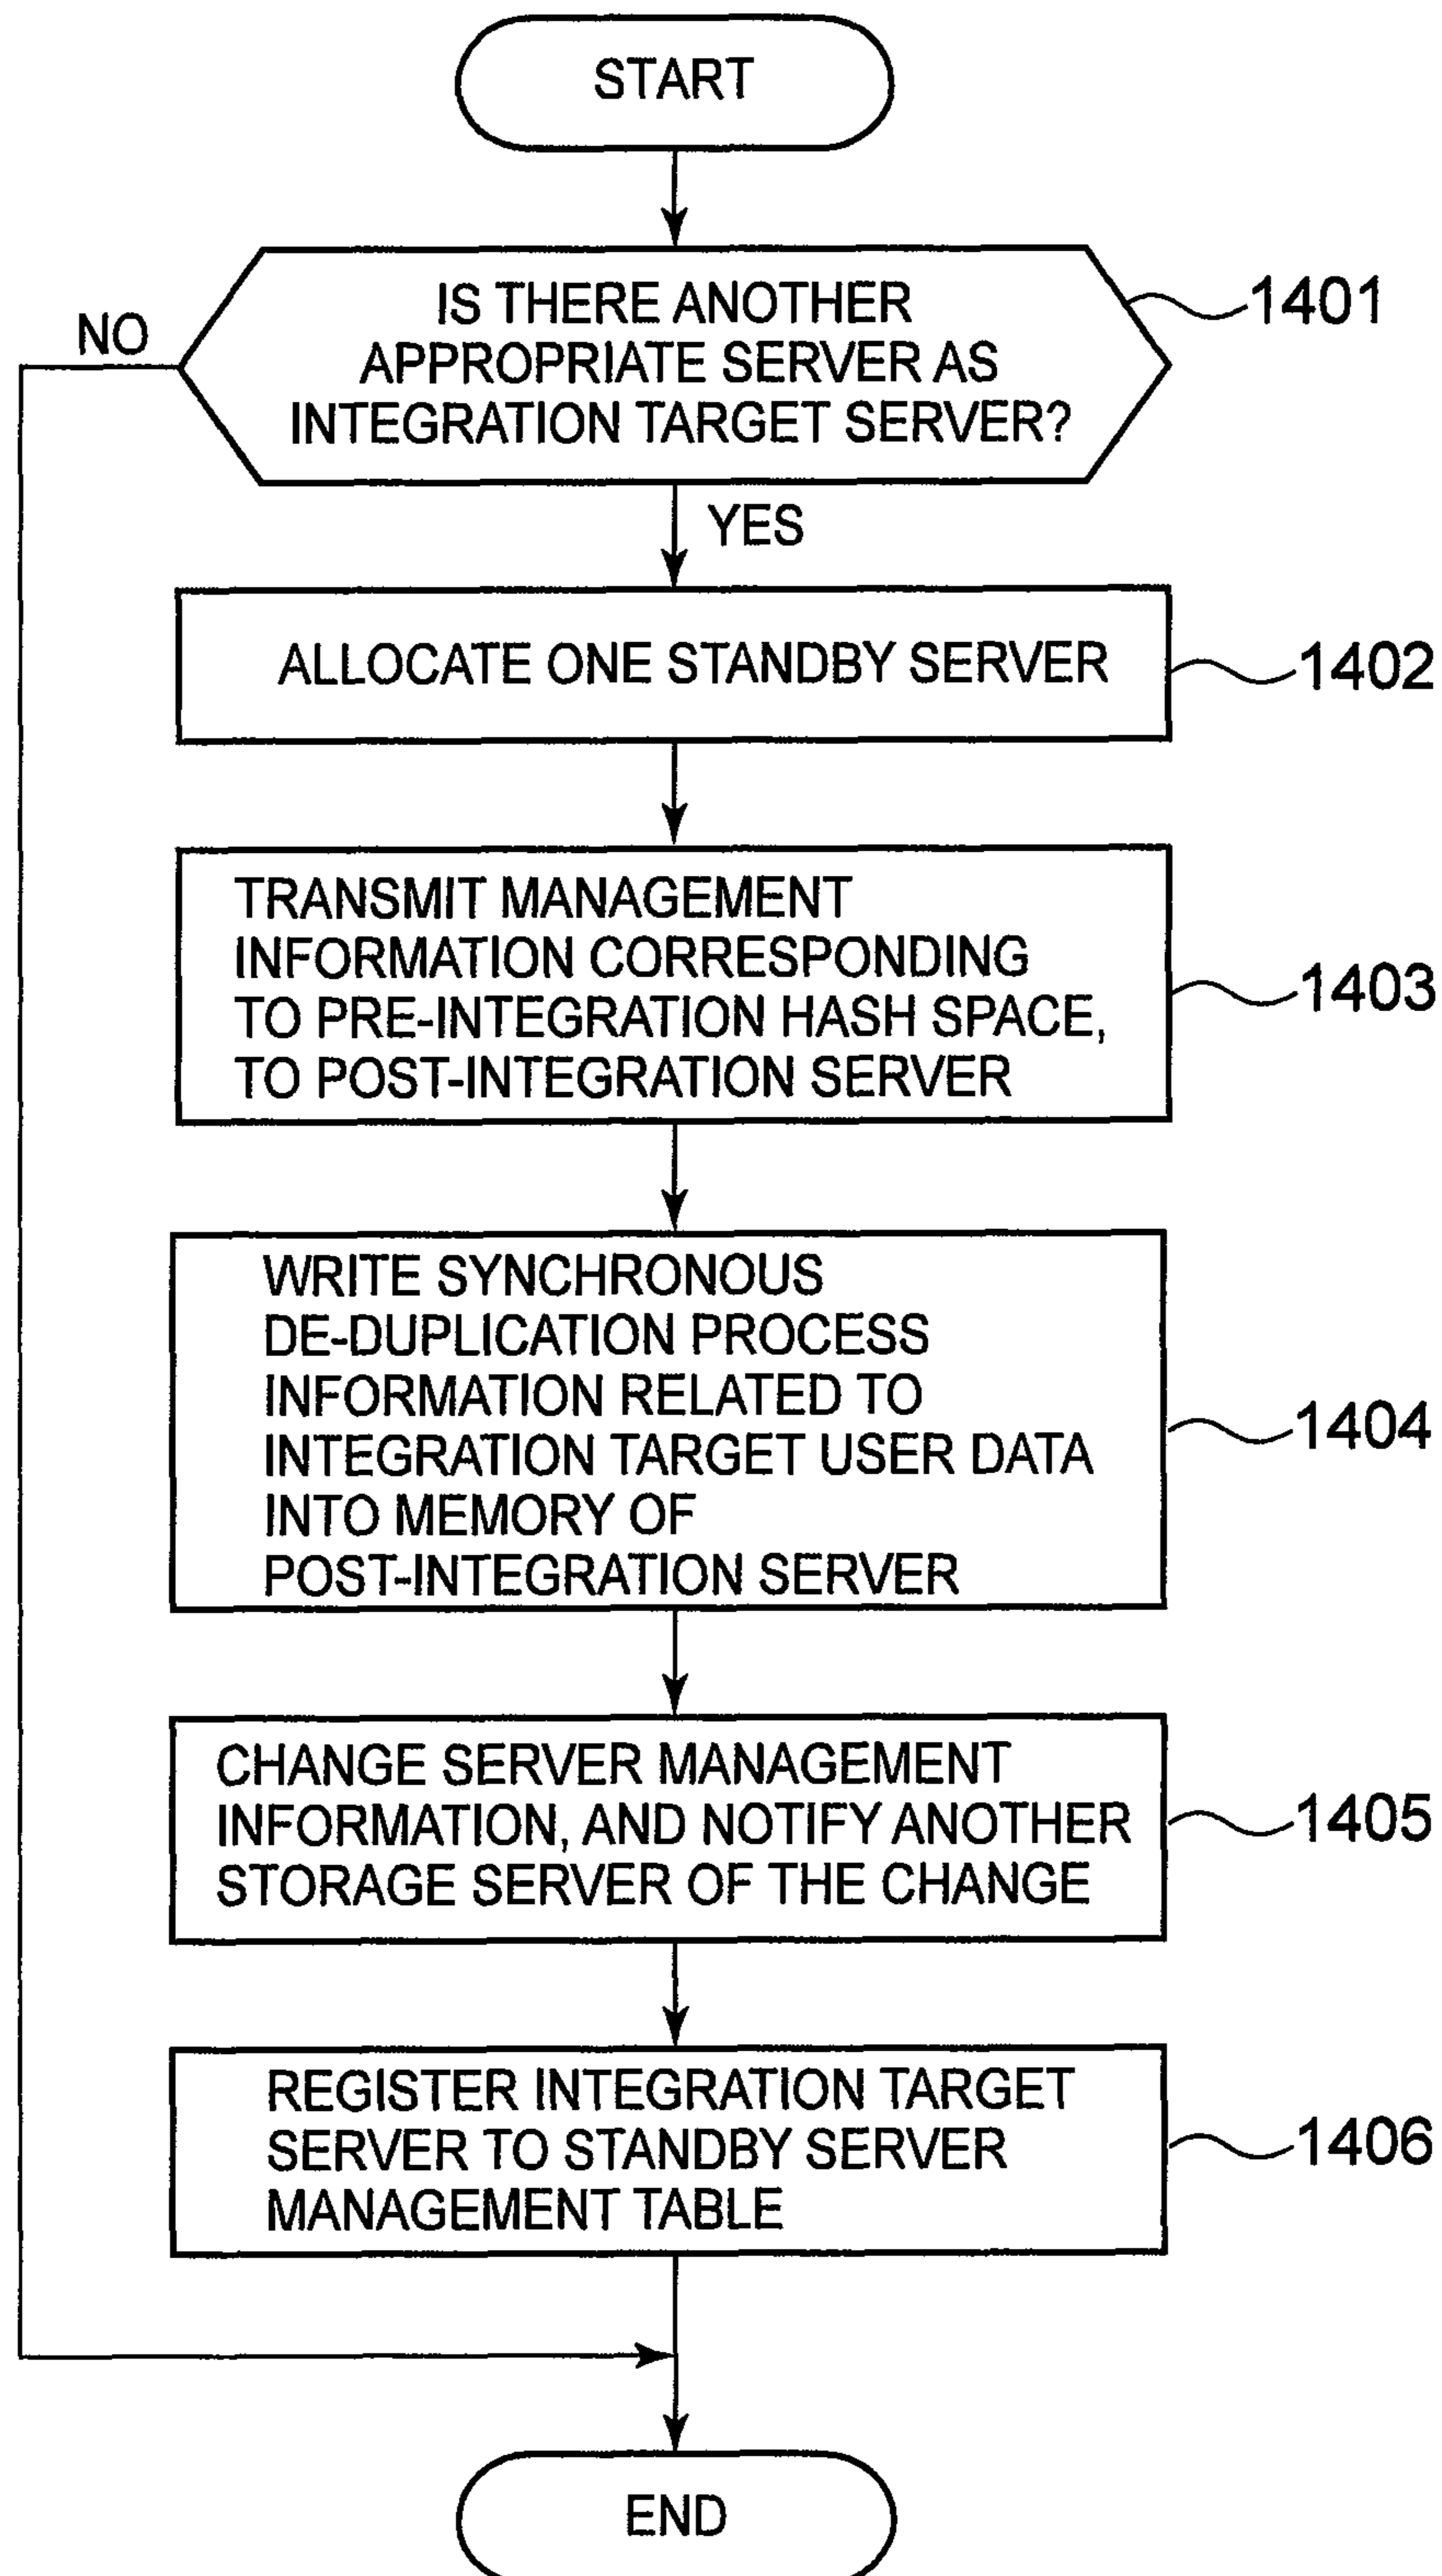 START
IS THERE ANOTHER
APPROPRIATE SERVER AS
INTEGRATION TARGET SERVER?
1401
NO
YES
ALLOCATE ONE STANDBY SERVER
1402
TRANSMIT MANAGEMENT
INFORMATION CORRESPONDING
TO PRE-INTEGRATION HASH SPACE,
TO POST-INTEGRATION SERVER
1403
WRITE SYNCHRONOUS
DE-DUPLICATION PROCESS
INFORMATION RELATED TO
INTEGRATION TARGET USER DATA
INTO MEMORY OF
POST-INTEGRATION SERVER
1404
CHANGE SERVER MANAGEMENT
INFORMATION, AND NOTIFY ANOTHER
STORAGE SERVER OF THE CHANGE
1405
REGISTER INTEGRATION TARGET
SERVER TO STANDBY SERVER
MANAGEMENT TABLE
1406
END